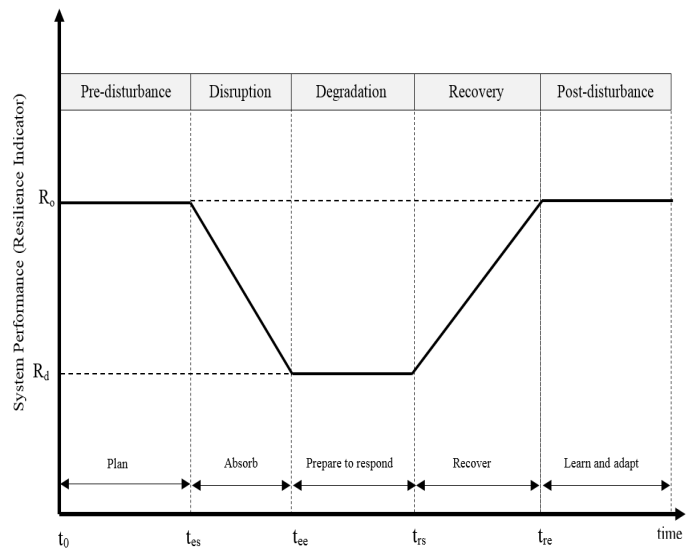 Pre-disturbance
Disruption
Degradation
Recovery
Post-disturbance
System Performance (Resilience Indicator)
Rₒ
R_d
Plan
Absorb
Prepare to respond
Recover
Learn and adapt
t₀
t_es
t_ee
t_rs
t_re
time